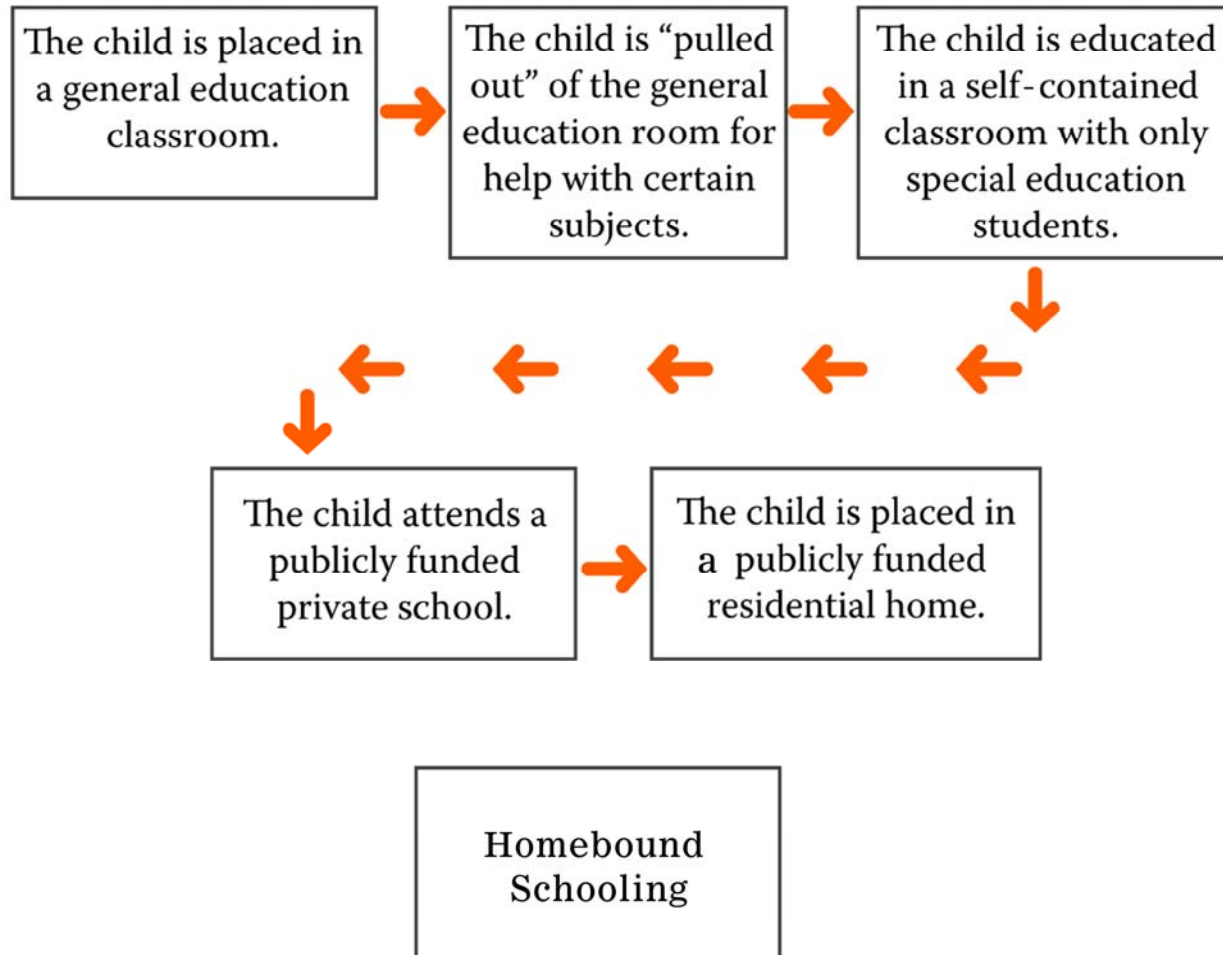 The child is placed in
a general education
classroom.
The child is “pulled
out” of the general
education room for
help with certain
subjects.
The child is educated
in a self-contained
classroom with only
special education
students.
The child attends a
publicly funded
private school.
The child is placed in
a publicly funded
residential home.
Homebound
Schooling